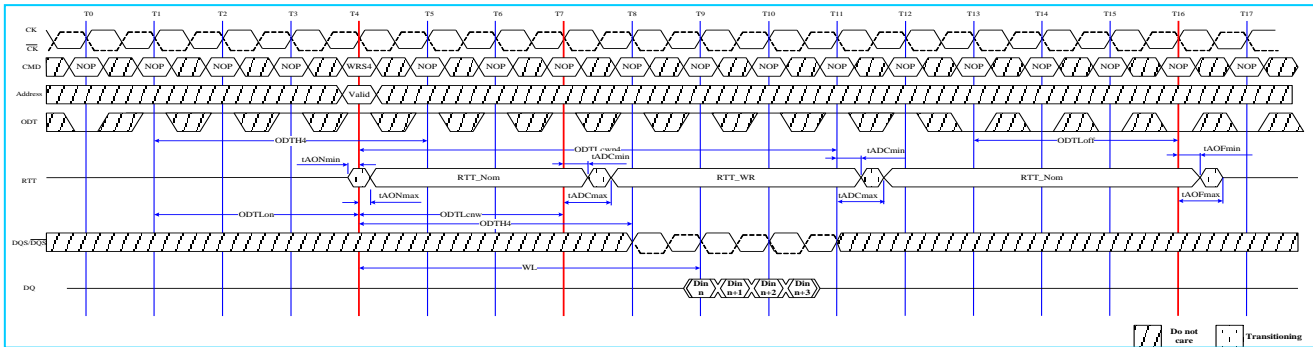 T0 T1 T2 T3 T4 T5 T6 T7 T8 T9 T10 T11 T12 T13 T14 T15 T16 T17
CK
CK
CMD NOP NOP NOP NOP WRS4 NOP NOP NOP NOP NOP NOP NOP NOP NOP NOP NOP NOP NOP
Address Valid
ODT
ODTH4 ODTLcwn4 ODTLoff
tAONmin tADCmin tADCmin tAOFmin
RTT RTT_Nom RTT_WR RTT_Nom
tAONmax tADCmax tADCmax tAOFmax
ODTLon ODTLcnw
ODTH4
DQS/DQS
WL
DQ Din n Din n+1 Din n+2 Din n+3
Do not care Transitioning